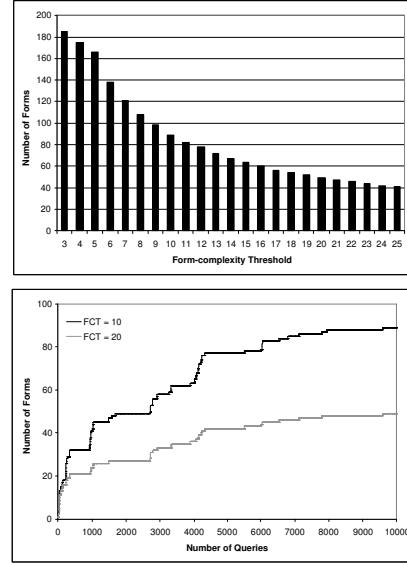 200
180
160
140
120
100
80
60
40
20
0
Number of Forms
3 4 5 6 7 8 9 10 11 12 13 14 15 16 17 18 19 20 21 22 23 24 25
Form-complexity Threshold
100
80
60
40
20
0
Number of Forms
FCT = 10
FCT = 20
0 1000 2000 3000 4000 5000 6000 7000 8000 9000 10000
Number of Queries